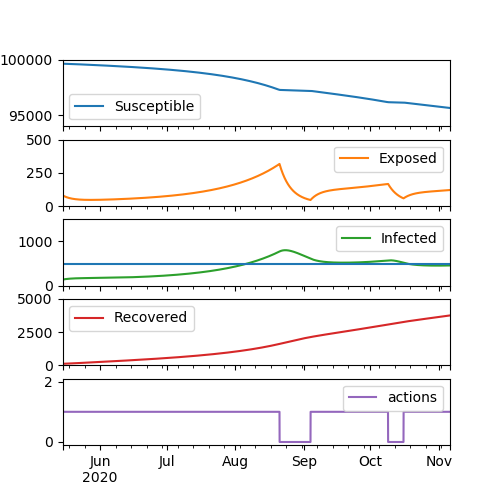 100000
95000
Susceptible
500
250
0
Exposed
1000
0
Infected
5000
2500
0
Recovered
2
0
actions
Jun Jul Aug Sep Oct Nov
2020